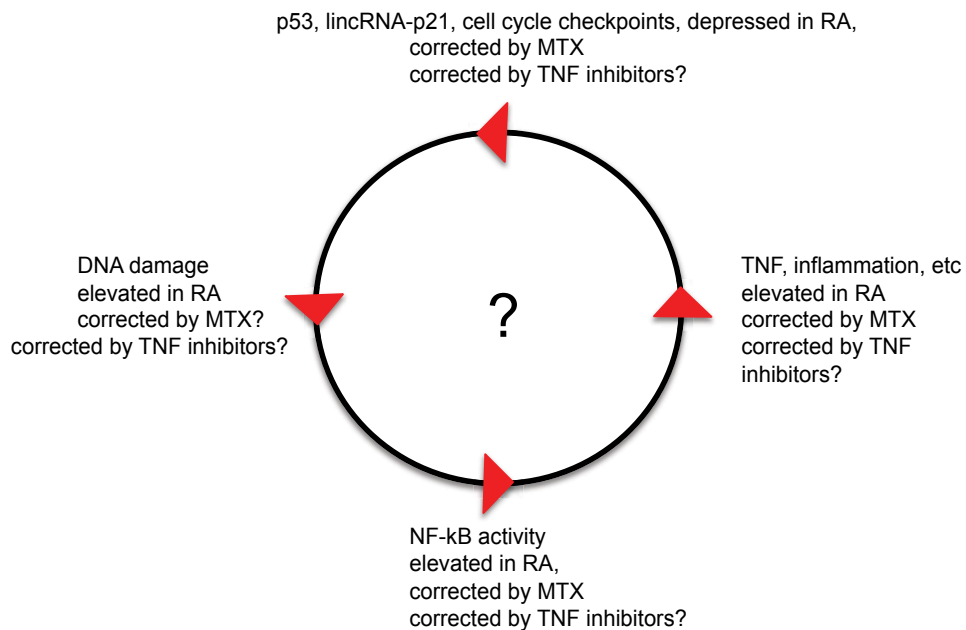 p53, lincRNA-p21, cell cycle checkpoints, depressed in RA,
corrected by MTX
corrected by TNF inhibitors?
DNA damage
elevated in RA
corrected by MTX?
corrected by TNF inhibitors?
?
TNF, inflammation, etc
elevated in RA
corrected by MTX
corrected by TNF
inhibitors?
NF-kB activity
elevated in RA,
corrected by MTX
corrected by TNF inhibitors?